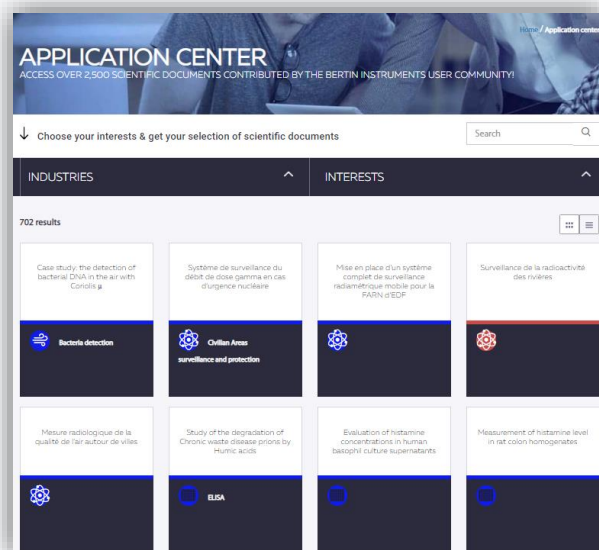 Home / Application center
APPLICATION CENTER
ACCESS OVER 2,500 SCIENTIFIC DOCUMENTS CONTRIBUTED BY THE BERTIN INSTRUMENTS USER COMMUNITY!
↓ Choose your interests & get your selection of scientific documents
Search
INDUSTRIES
INTERESTS
702 results
Case study: the detection of
bacterial DNA in the air with
Coriolis µ
Bacteria detection
Système de surveillance du
débit de dose gamma en cas
d'urgence nucléaire
Civilian Areas
surveillance and protection
Mise en place d'un système
complet de surveillance
radiamétrique mobile pour la
FARN d'EDF
Surveillance de la radioactivité
des rivières
Mesure radiologique de la
qualité de l'air autour de villes
Study of the degradation of
Chronic waste disease prions by
Humic acids
ELISA
Evaluation of histamine
concentrations in human
basophil culture supernatants
Measurement of histamine level
in rat colon homogenates